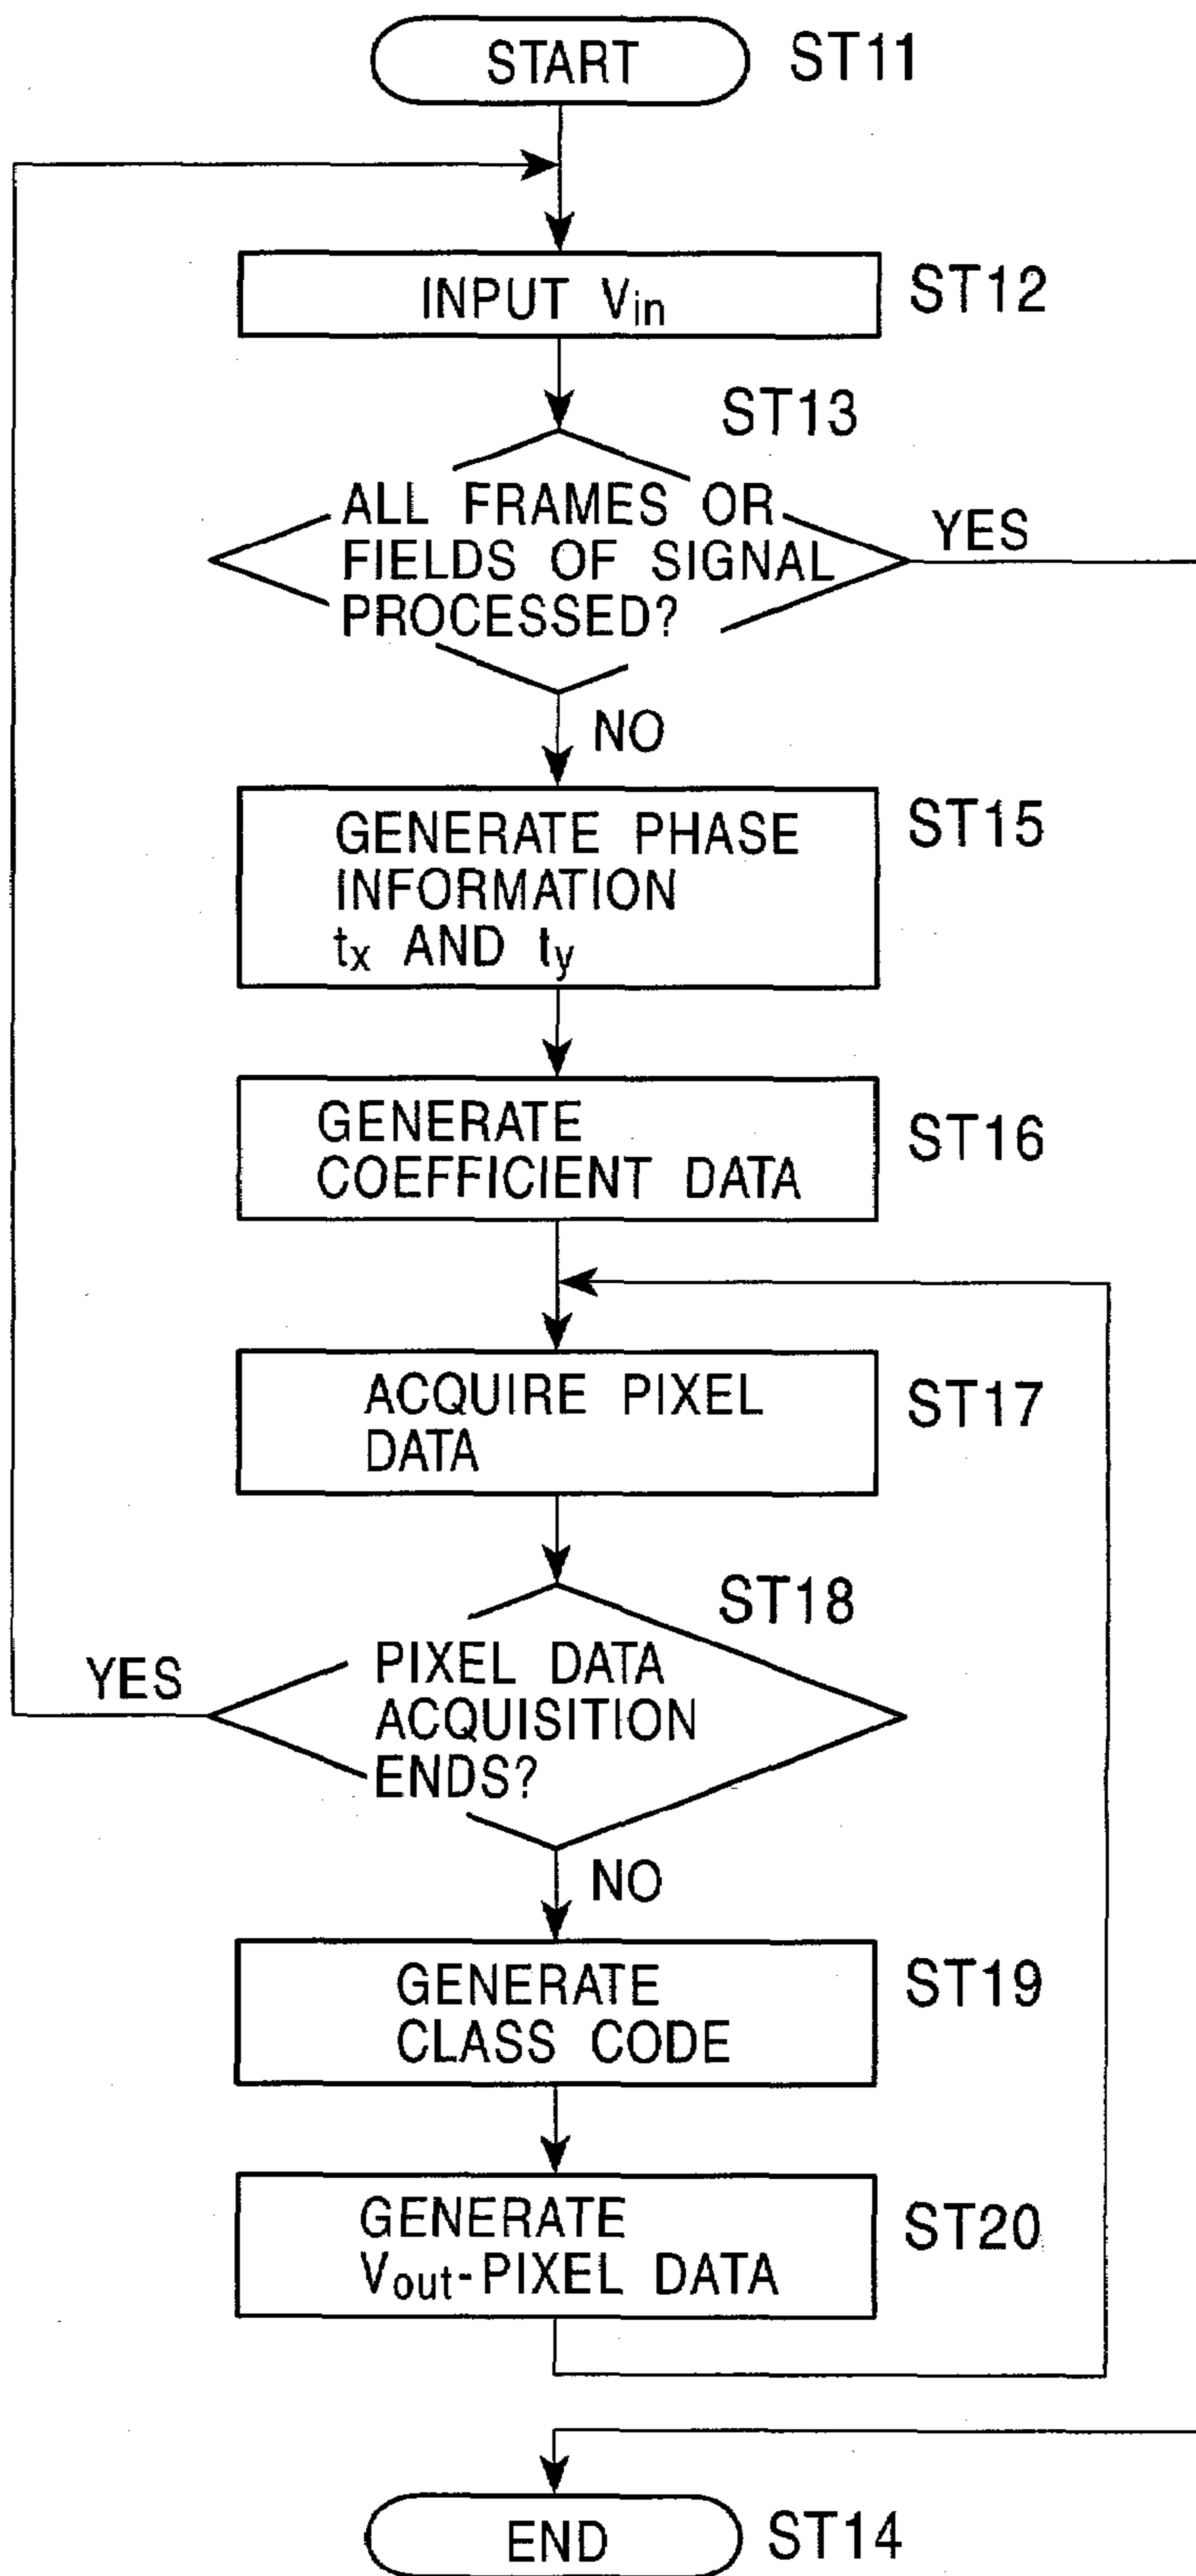 START ST11
INPUT Vin ST12
ST13
ALL FRAMES OR
FIELDS OF SIGNAL
PROCESSED?
YES
NO
GENERATE PHASE
INFORMATION
tx AND ty
ST15
GENERATE
COEFFICIENT DATA
ST16
ACQUIRE PIXEL
DATA
ST17
ST18
PIXEL DATA
ACQUISITION
ENDS?
YES
NO
GENERATE
CLASS CODE
ST19
GENERATE
Vout-PIXEL DATA
ST20
END ST14